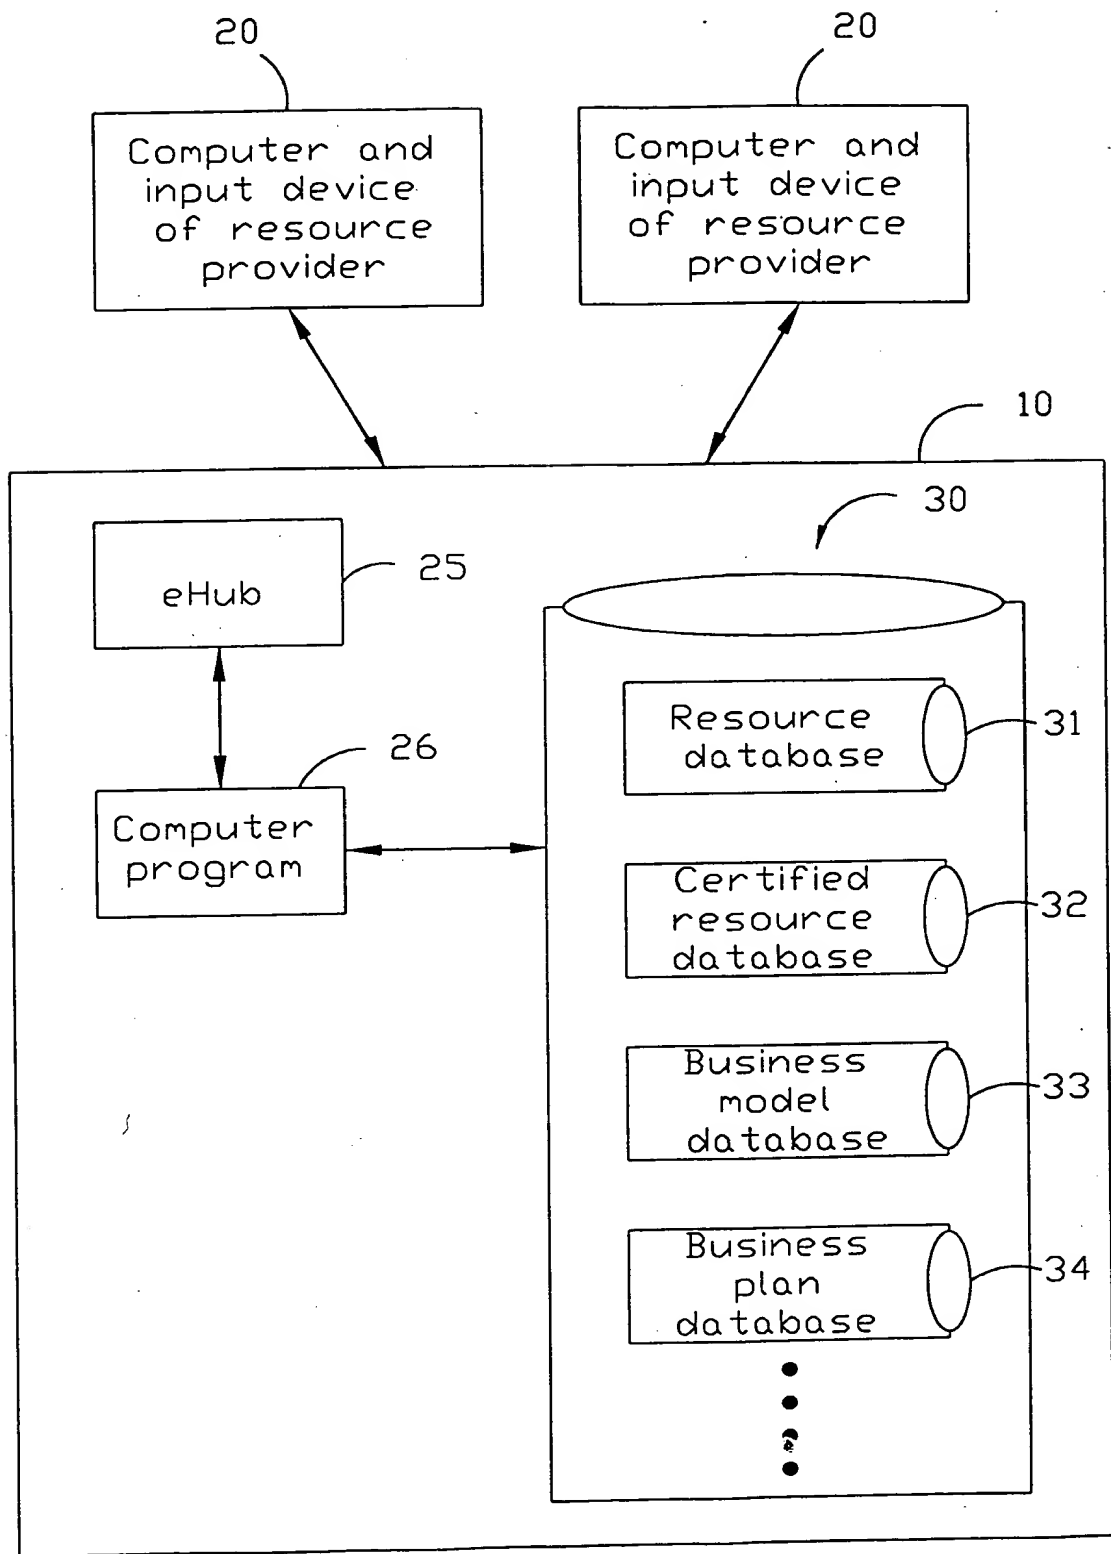 20
20
Computer and
input device
of resource
provider
Computer and
input device
of resource
provider
10
30
eHub
25
Resource
database
31
26
Computer
program
Certified
resource
database
32
Business
model
database
33
Business
plan
database
34